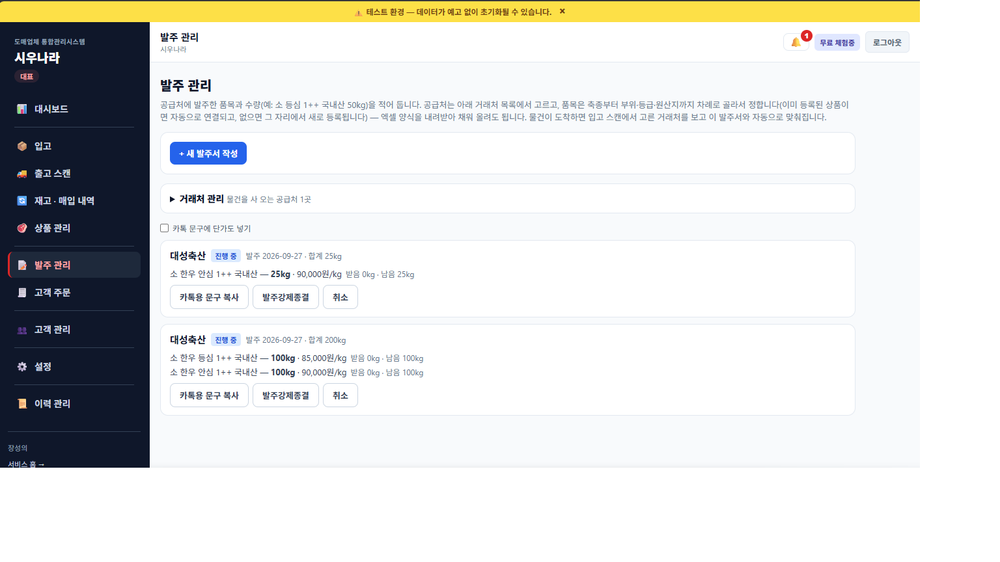 테스트 환경 — 데이터가 예고 없이 초기화될 수 있습니다. ×
도매업체 통합관리시스템
시우나라
대표
대시보드
입고
출고 스캔
재고 · 매입 내역
상품 관리
발주 관리
고객 주문
고객 관리
설정
이력 관리
장성의
서비스 홈 →
발주 관리
시우나라
1
무료 체험중
로그아웃
발주 관리
공급처에 발주한 품목과 수량(예: 소 등심 1++ 국내산 50kg)을 적어 둡니다. 공급처는 아래 거래처 목록에서 고르고, 품목은 축종부터 부위·등급·원산지까지 차례로 골라서 정합니다(이미 등록된 상품이
면 자동으로 연결되고, 없으면 그 자리에서 새로 등록됩니다) — 엑셀 양식을 내려받아 채워 올려도 됩니다. 물건이 도착하면 입고 스캔에서 고른 거래처를 보고 이 발주서와 자동으로 맞춰집니다.
+ 새 발주서 작성
▶ 거래처 관리 물건을 사 오는 공급처 1곳
카톡 문구에 단가도 넣기
대성축산 진행 중 발주 2026-09-27 · 합계 25kg
소 한우 안심 1++ 국내산 — 25kg · 90,000원/kg 받음 0kg · 남음 25kg
카톡용 문구 복사 발주강제종결 취소
대성축산 진행 중 발주 2026-09-27 · 합계 200kg
소 한우 등심 1++ 국내산 — 100kg · 85,000원/kg 받음 0kg · 남음 100kg
소 한우 안심 1++ 국내산 — 100kg · 90,000원/kg 받음 0kg · 남음 100kg
카톡용 문구 복사 발주강제종결 취소